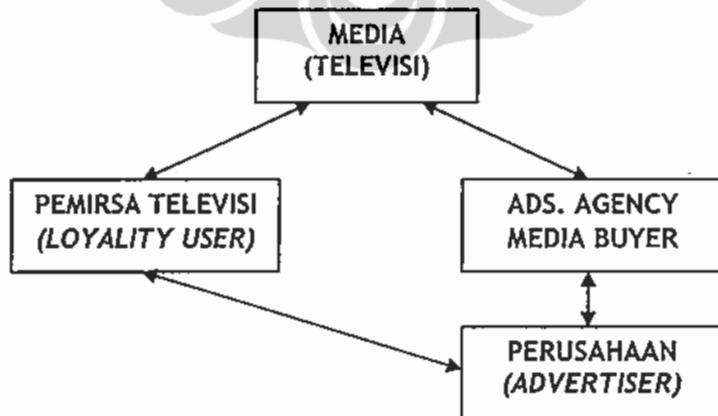 MEDIA
(TELEVISI)
PEMIRSA TELEVISI
(LOYALITY USER)
ADS. AGENCY
MEDIA BUYER
PERUSAHAAN
(ADVERTISER)